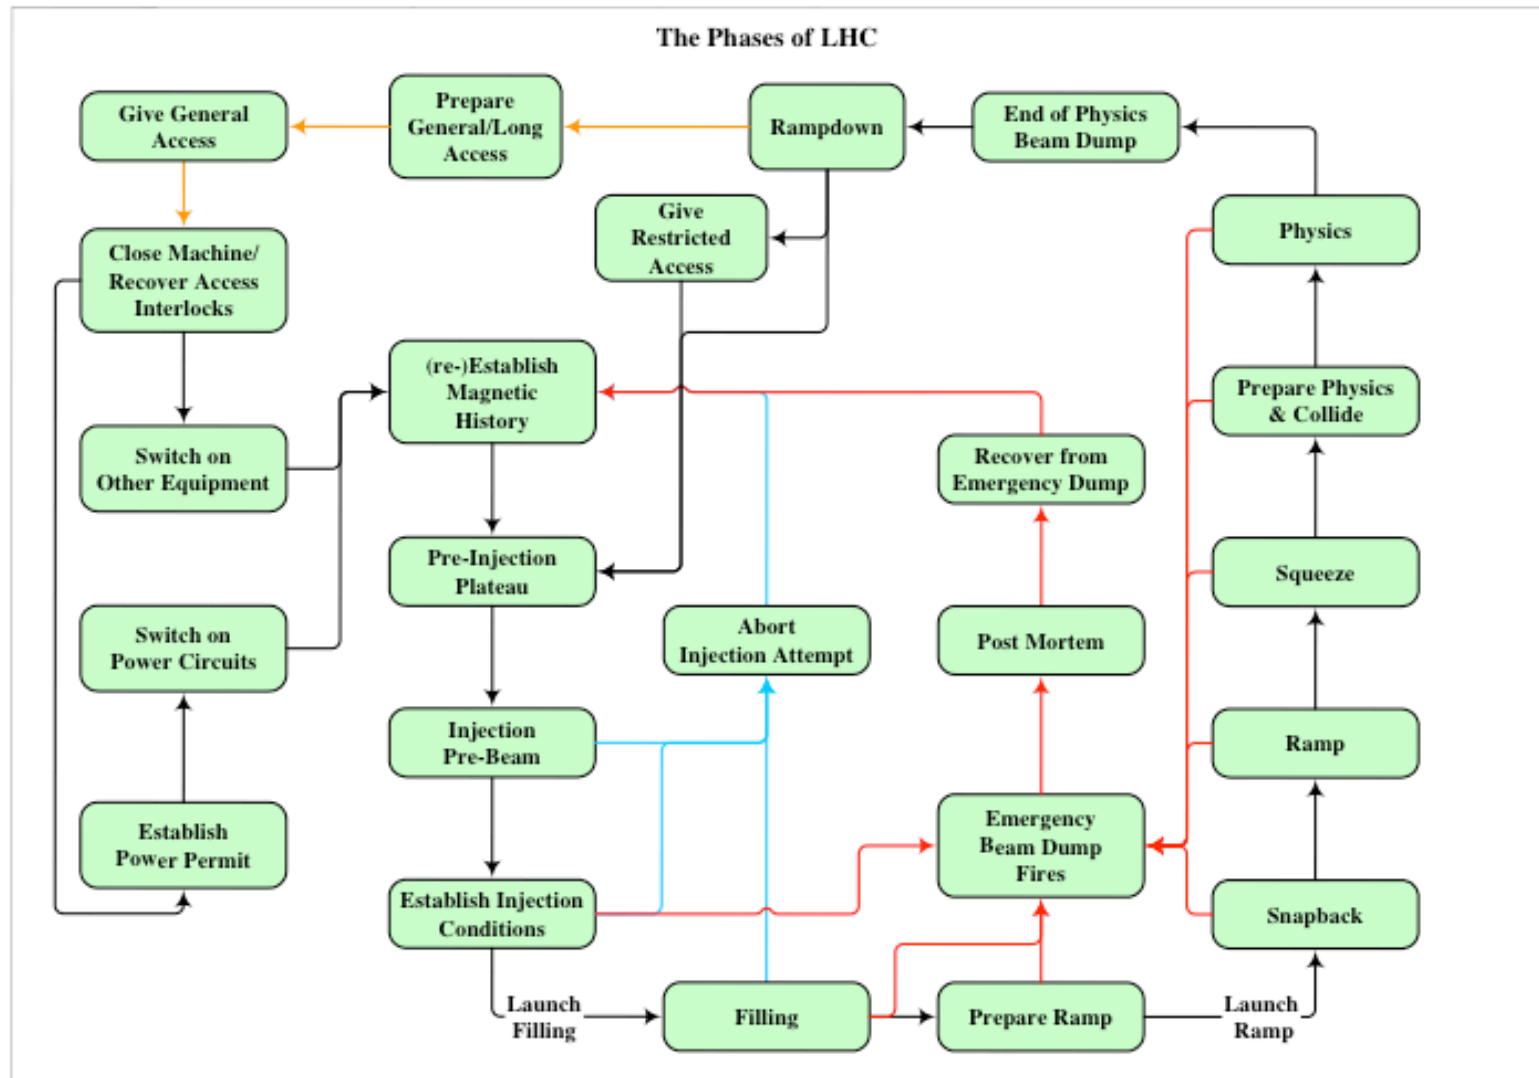 The Phases of LHC
Give General
Access
Prepare
General/Long
Access
Rampdown
End of Physics
Beam Dump
Give
Restricted
Access
Physics
Close Machine/
Recover Access
Interlocks
(re-)Establish
Magnetic
History
Prepare Physics
& Collide
Switch on
Other Equipment
Recover from
Emergency Dump
Pre-Injection
Plateau
Squeeze
Switch on
Power Circuits
Abort
Injection Attempt
Post Mortem
Injection
Pre-Beam
Ramp
Establish
Power Permit
Emergency
Beam Dump
Fires
Establish Injection
Conditions
Snapback
Launch
Filling
Filling
Prepare Ramp
Launch
Ramp